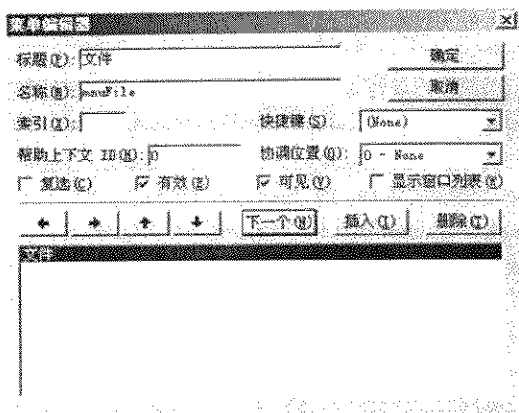 菜单编辑器
标题(P): 文件 确定
名称(M): mnuFile 取消
索引(X): 快捷键(S): (None)
帮助上下文 ID(H): 0 协调位置(O): 0 - None
复选(C) 有效(E) 可见(V) 显示窗口列表(W)
下一个(N) 插入(I) 删除(T)
文件